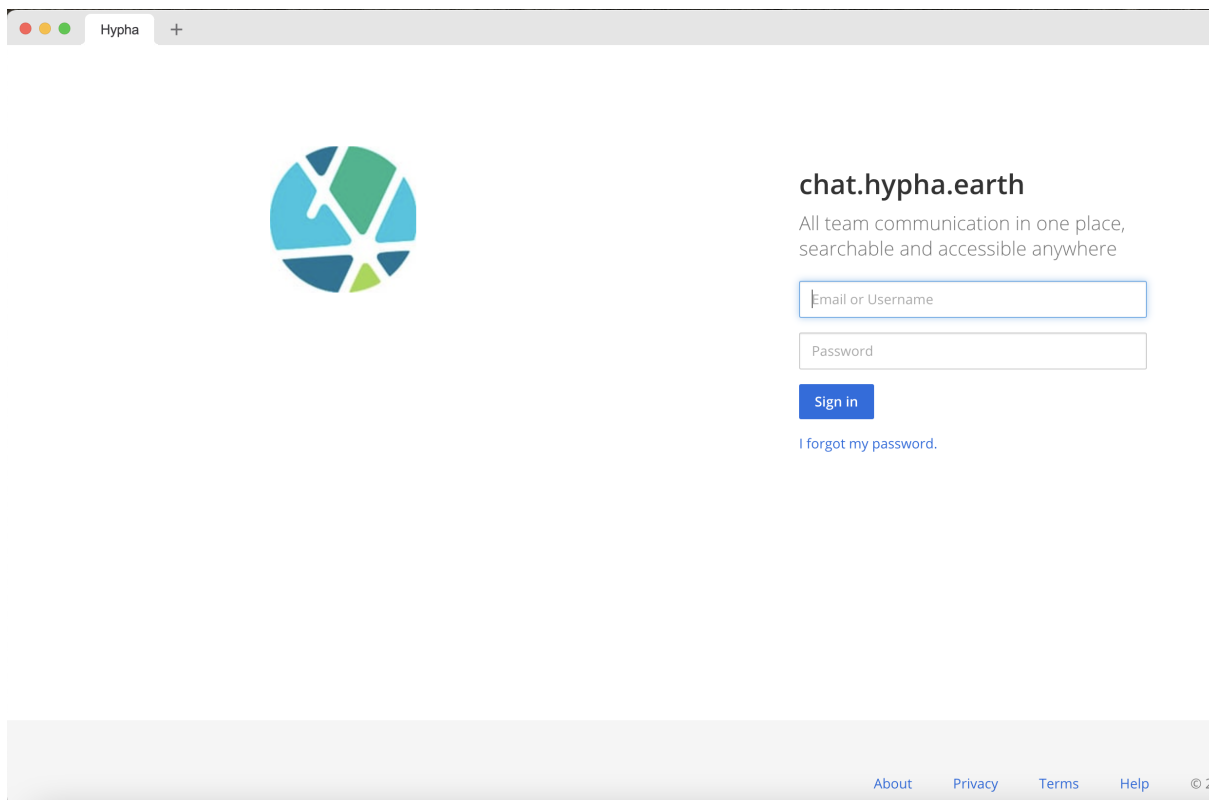 Hypha
chat.hypha.earth
All team communication in one place,
searchable and accessible anywhere
Email or Username
Password
Sign in
I forgot my password.
About Privacy Terms Help ©